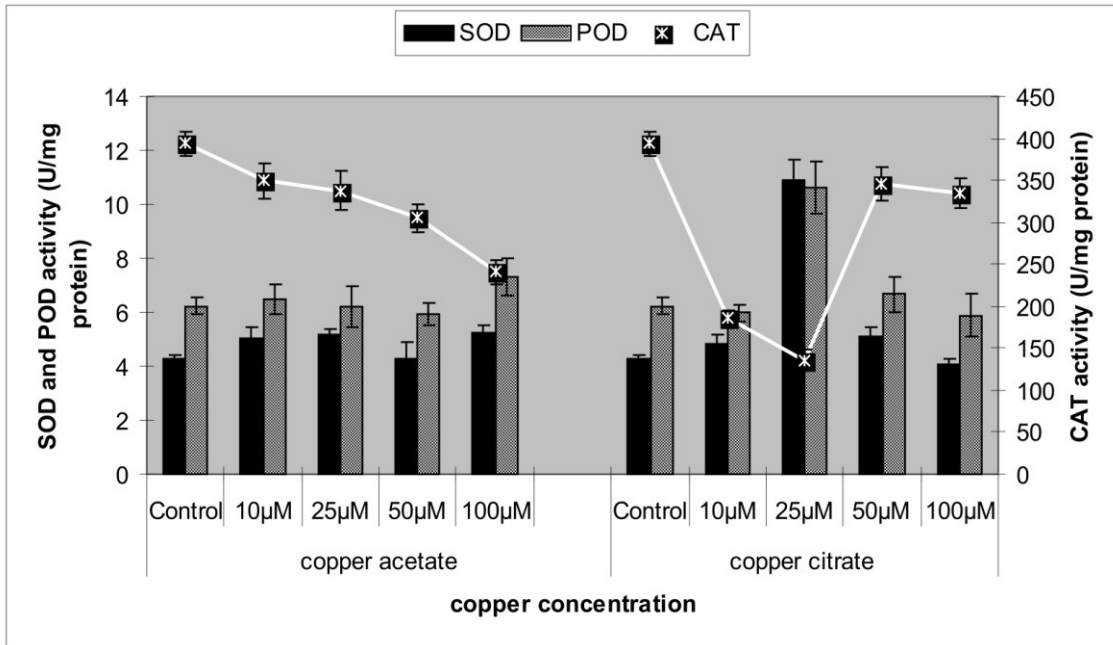 SOD POD CAT
SOD and POD activity (U/mg
protein)
14
12
10
8
6
4
2
0
450
400
350
300
250
200
150
100
50
0
CAT activity (U/mg protein)
Control 10µM 25µM 50µM 100µM Control 10µM 25µM 50µM 100µM
copper acetate copper citrate
copper concentration